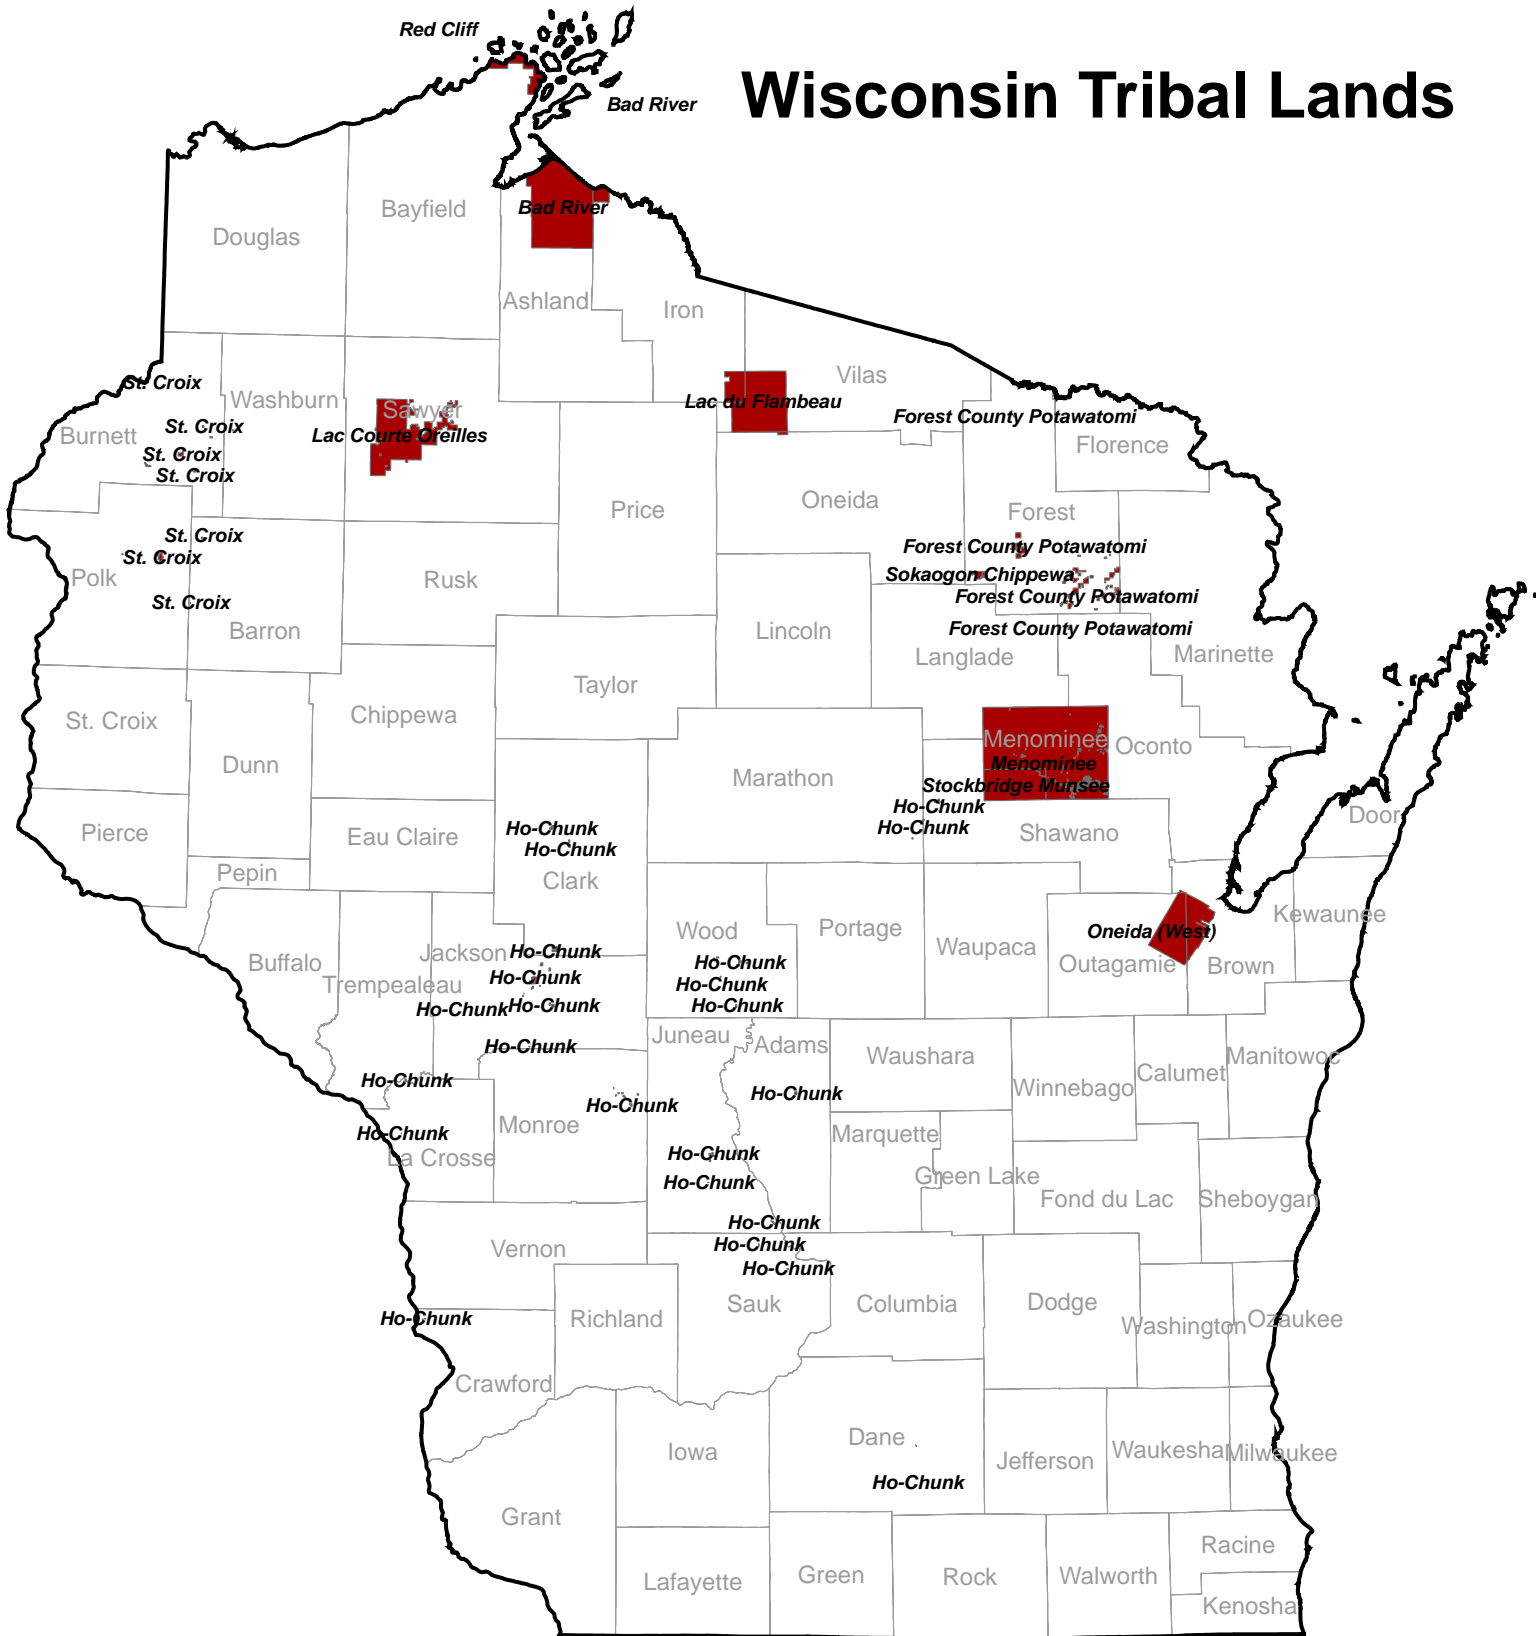 Red Cliff
Wisconsin Tribal Lands
Bad River
Bad River
Bayfield
Douglas
Ashland
Iron
St. Croix
Washburn
Sawyer
Lac du Flambeau
Vilas
Forest County Potawatomi
Burnett
St. Croix
Lac Courte Oreilles
Florence
St. Croix
St. Croix
Price
Oneida
Forest
St. Croix
St. Croix
Forest County Potawatomi
Polk
Rusk
Sokaogon Chippewa
St. Croix
Forest County Potawatomi
Barron
Lincoln
Forest County Potawatomi
Langlade
Marinette
Taylor
St. Croix
Chippewa
Menominee
Oconto
Dunn
Marathon
Menominee
Stockbridge Munsee
Ho-Chunk
Ho-Chunk
Pierce
Eau Claire
Ho-Chunk
Ho-Chunk
Shawano
Door
Pepin
Clark
Kewaunee
Wood
Portage
Waupaca
Oneida (West)
Jackson
Ho-Chunk
Buffalo
Trempealeau
Ho-Chunk
Ho-Chunk
Ho-Chunk
Outagamie
Brown
Ho-Chunk
Ho-Chunk
Ho-Chunk
Juneau
Adams
Ho-Chunk
Waushara
Manitowoc
Ho-Chunk
Winnebago
Calumet
Ho-Chunk
Ho-Chunk
Monroe
Ho-Chunk
Marquette
La Crosse
Ho-Chunk
Ho-Chunk
Green Lake
Fond du Lac
Sheboygan
Ho-Chunk
Vernon
Ho-Chunk
Ho-Chunk
Sauk
Columbia
Dodge
Ho-Chunk
Richland
Washington
Ozaukee
Crawford
Iowa
Dane
Jefferson
Waukesha
Milwaukee
Ho-Chunk
Grant
Racine
Lafayette
Green
Rock
Walworth
Kenosha